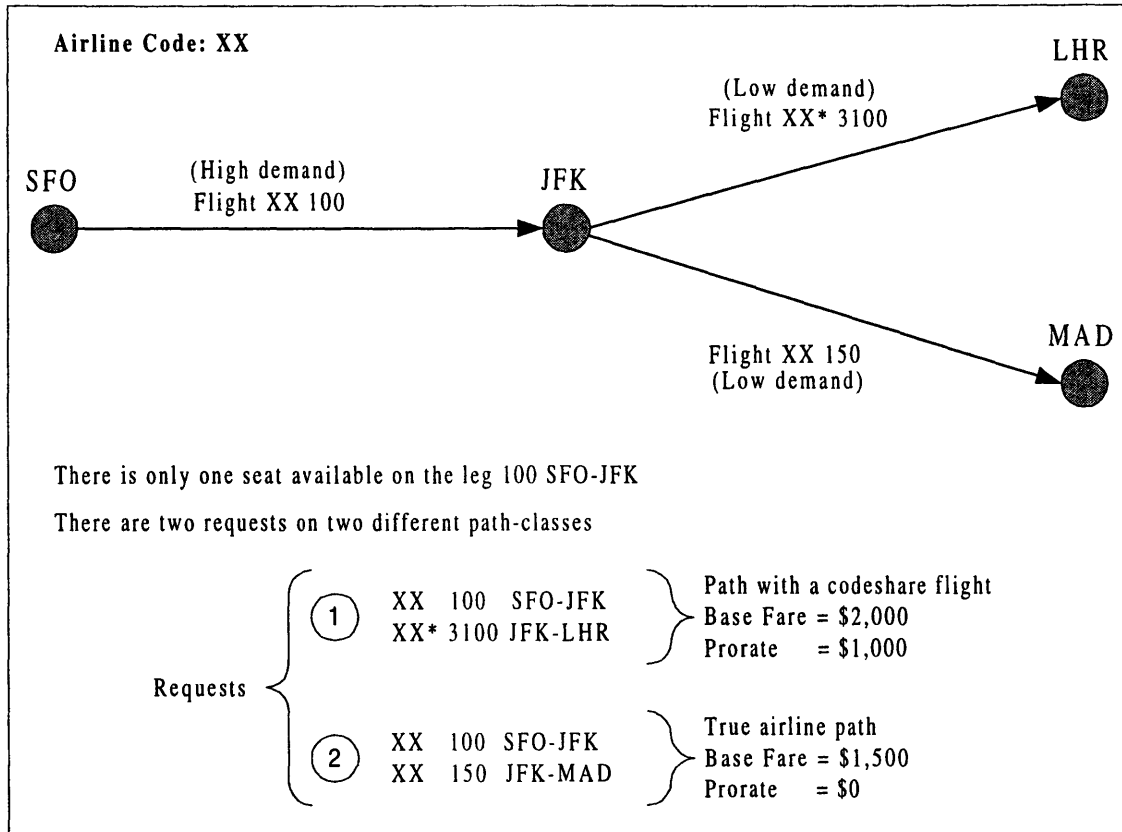 Airline Code: XX
LHR
(Low demand)
Flight XX* 3100
(High demand)
Flight XX 100
SFO
JFK
MAD
Flight XX 150
(Low demand)
There is only one seat available on the leg 100 SFO-JFK
There are two requests on two different path-classes
Requests
1
XX 100 SFO-JFK
XX* 3100 JFK-LHR
Path with a codeshare flight
Base Fare = $2,000
Prorate = $1,000
2
XX 100 SFO-JFK
XX 150 JFK-MAD
True airline path
Base Fare = $1,500
Prorate = $0